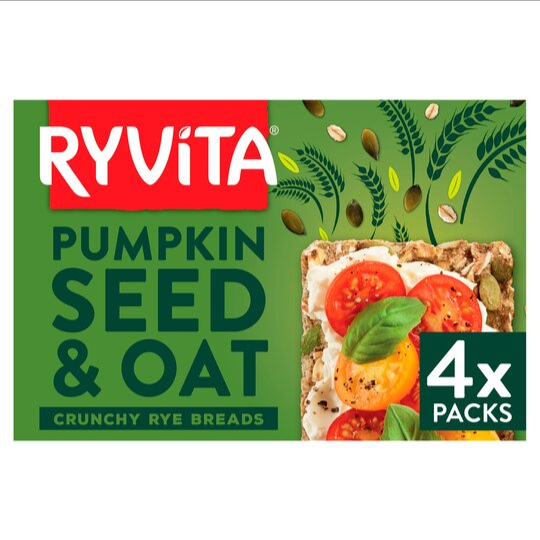 RYVITA®
PUMPKIN
SEED
& OAT
CRUNCHY RYE BREADS
4x
PACKS